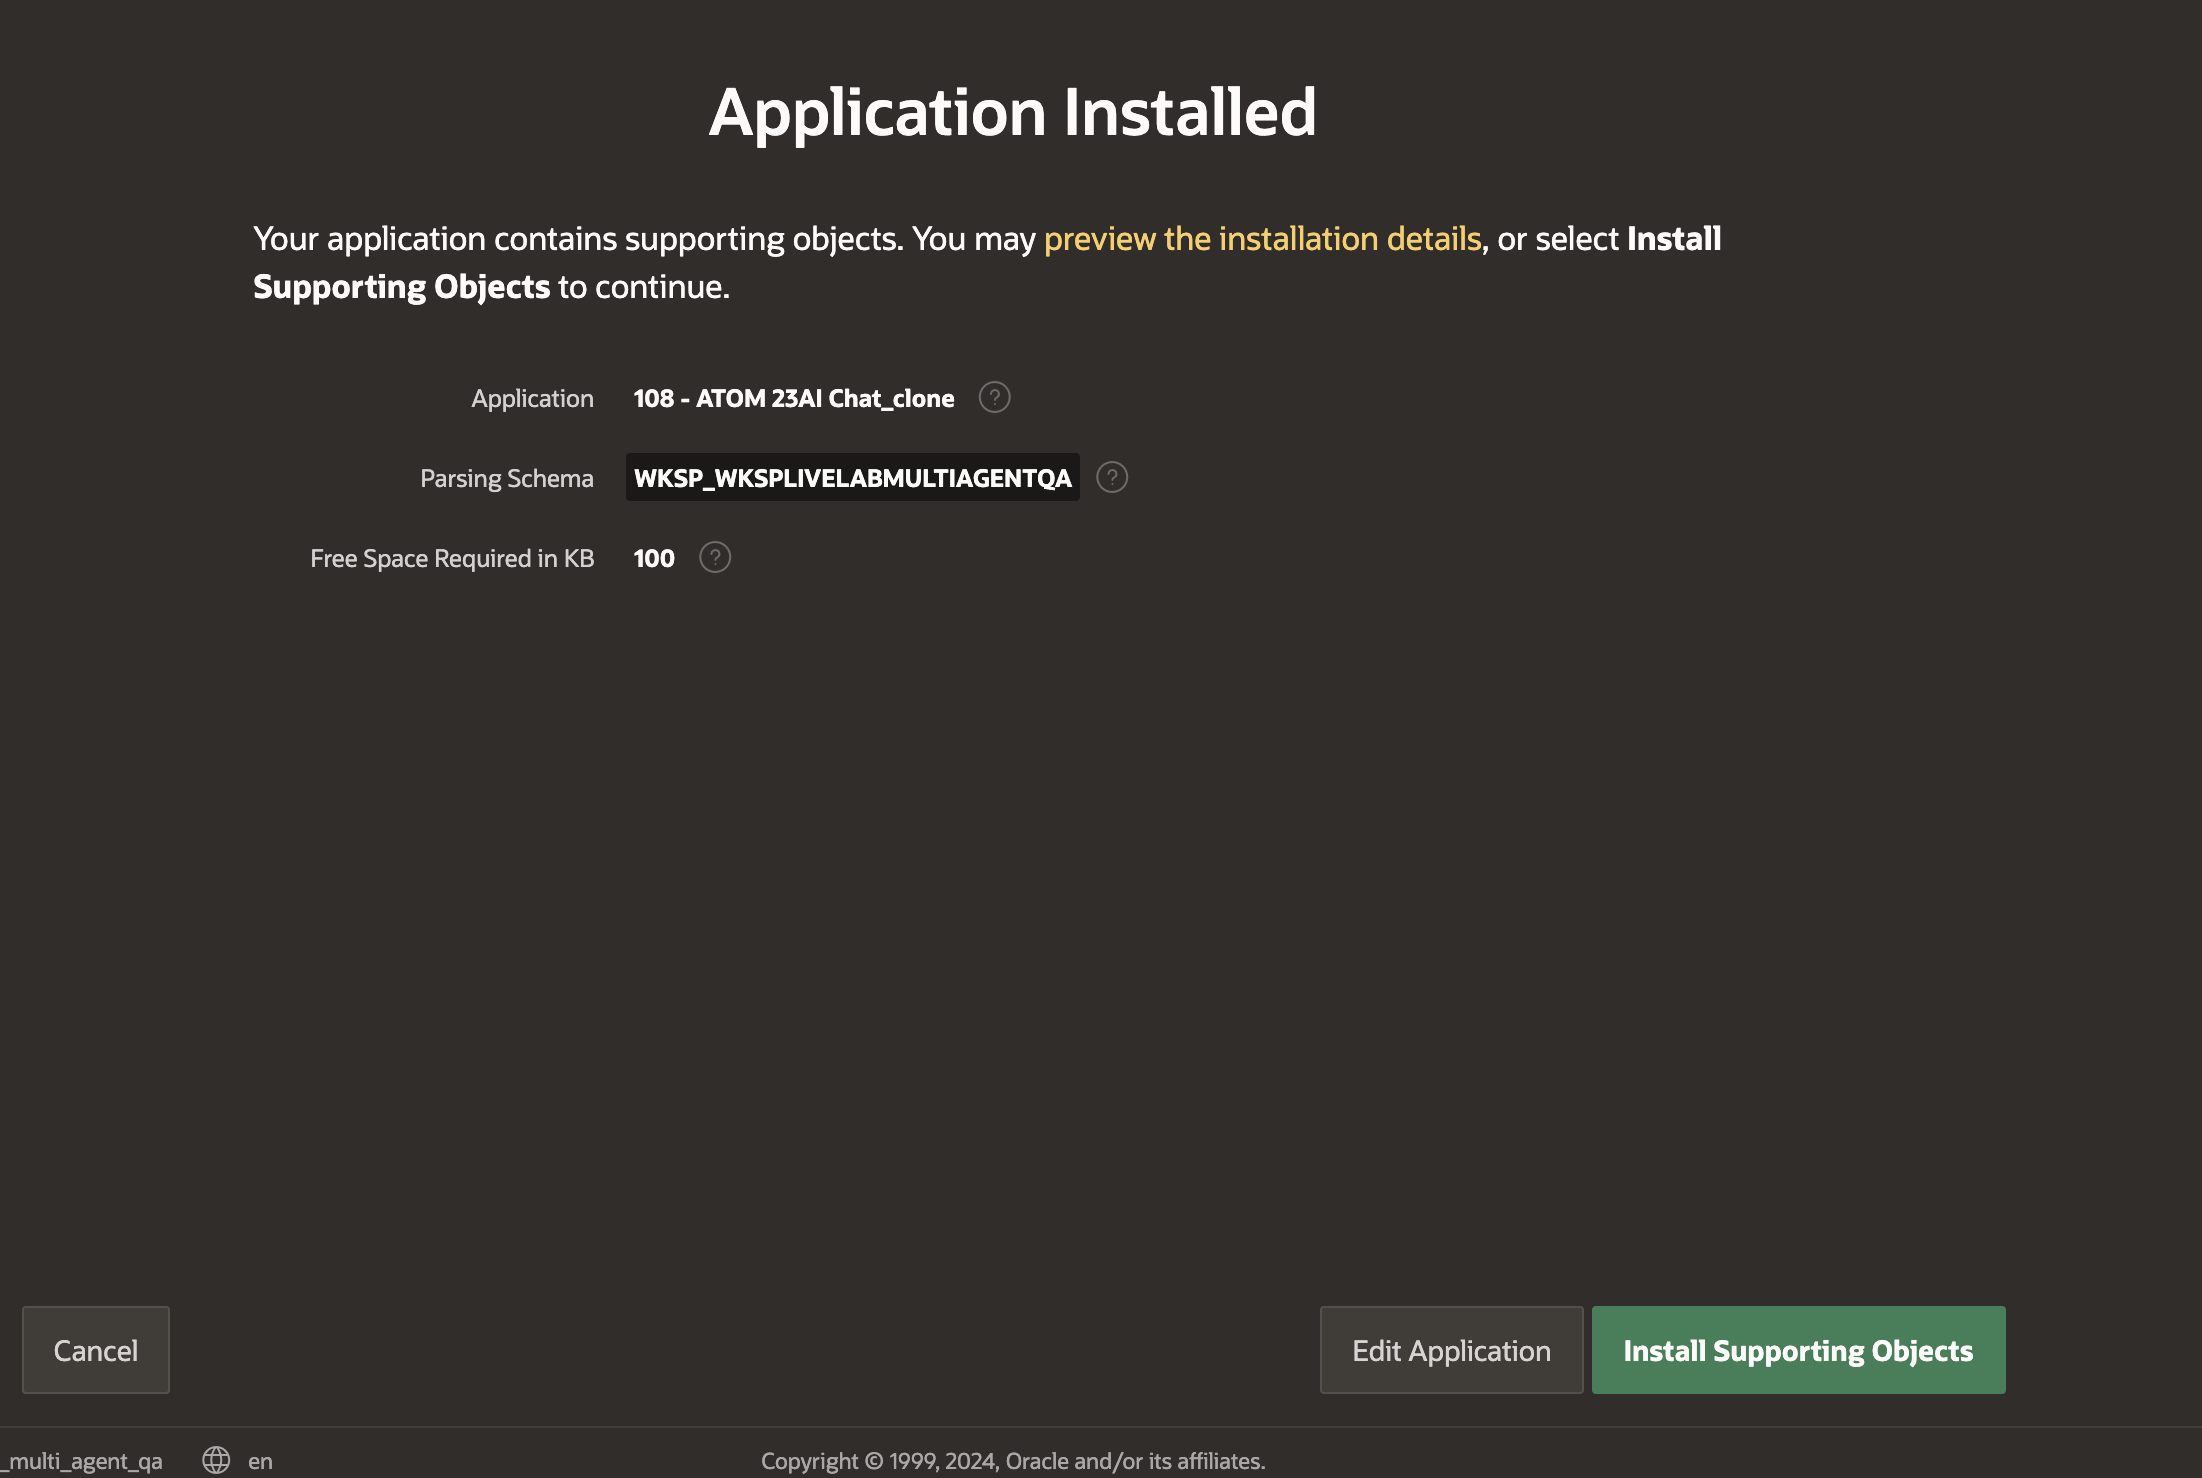 Application Installed
Your application contains supporting objects. You may preview the installation details, or select Install
Supporting Objects to continue.
Application 108 - ATOM 23AI Chat_clone ?
Parsing Schema WKSP_WKSPLIVELABMULTIAGENTQA ?
Free Space Required in KB 100 ?
Cancel Edit Application Install Supporting Objects
_multi_agent_qa en Copyright © 1999, 2024, Oracle and/or its affiliates.